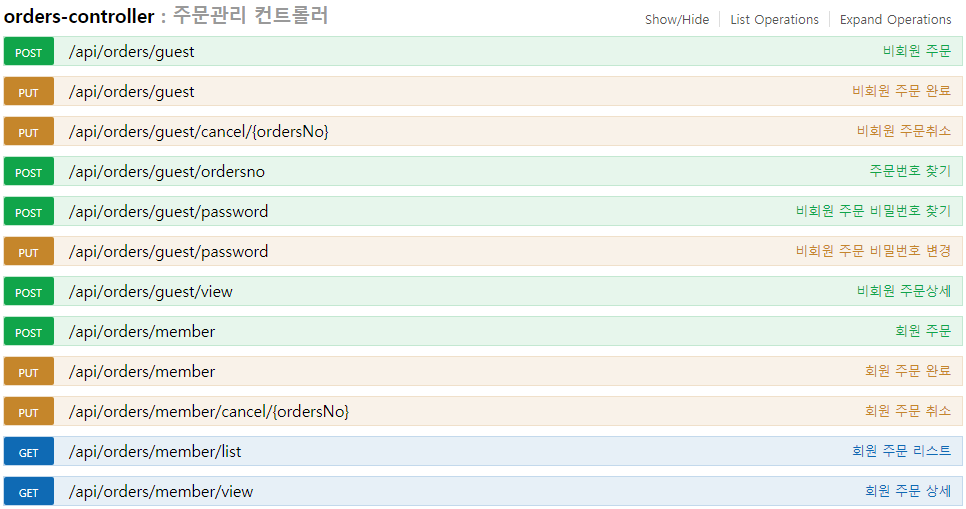 orders-controller : 주문관리 컨트롤러 Show/Hide List Operations Expand Operations
POST /api/orders/guest 비회원 주문
PUT /api/orders/guest 비회원 주문 완료
PUT /api/orders/guest/cancel/{ordersNo} 비회원 주문취소
POST /api/orders/guest/ordersno 주문번호 찾기
POST /api/orders/guest/password 비회원 주문 비밀번호 찾기
PUT /api/orders/guest/password 비회원 주문 비밀번호 변경
POST /api/orders/guest/view 비회원 주문상세
POST /api/orders/member 회원 주문
PUT /api/orders/member 회원 주문 완료
PUT /api/orders/member/cancel/{ordersNo} 회원 주문 취소
GET /api/orders/member/list 회원 주문 리스트
GET /api/orders/member/view 회원 주문 상세